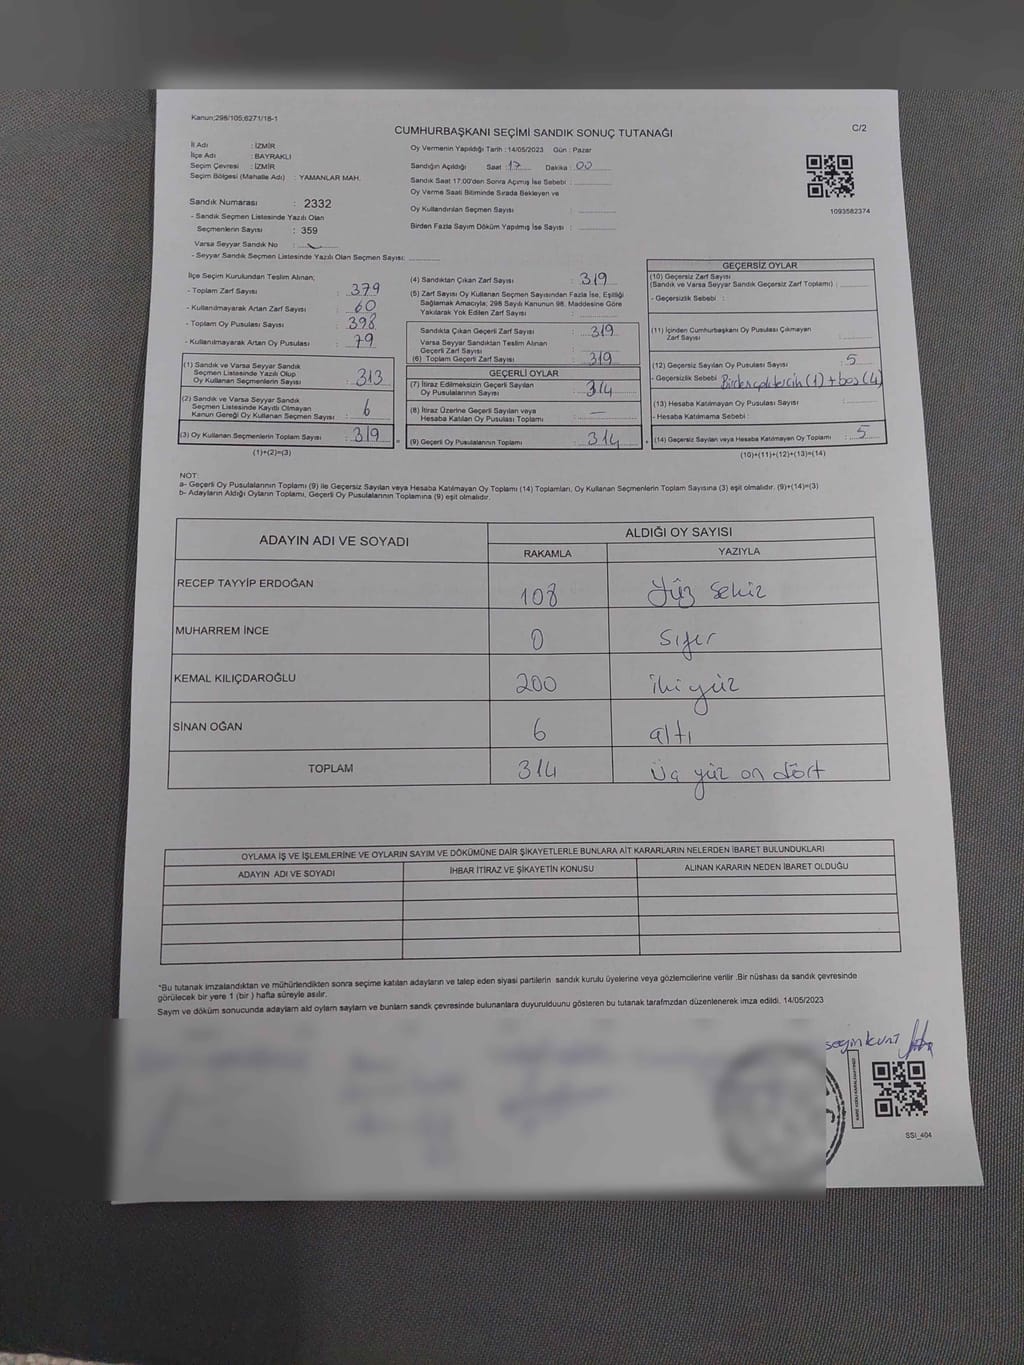 Kanun;298/105;6271/18-1
C/2
CUMHURBAŞKANI SEÇİMİ SANDIK SONUÇ TUTANAĞI
İl Adı : İZMİR
İlçe Adı : BAYRAKLI
Seçim Çevresi : İZMİR
Seçim Bölgesi (Mahalle Adı) : YAMANLAR MAH.
Sandık Numarası : 2332
- Sandık Seçmen Listesinde Yazılı Olan
Seçmenlerin Sayısı : 359
Varsa Seyyar Sandık No :
- Seyyar Sandık Seçmen Listesinde Yazılı Olan Seçmen Sayısı:
Oy Vermenin Yapıldığı Tarih : 14/05/2023 Gün : Pazar
Sandığın Açıldığı Saat : 17 Dakika : 00
Sandık Saat 17:00'den Sonra Açımış İse Sebebi :
Oy Verme Saati Bitiminde Sırada Bekleyen ve
Oy Kullandırılan Seçmen Sayısı :
Birden Fazla Sayım Döküm Yapılmış İse Sayısı :
1093582374
İlçe Seçim Kurulundan Teslim Alınan;
- Toplam Zarf Sayısı : 379
- Kullanılmayarak Artan Zarf Sayısı : 60
- Toplam Oy Pusulası Sayısı : 398
- Kullanılmayarak Artan Oy Pusulası : 79
(1) Sandık ve Varsa Seyyar Sandık
Seçmen Listesinde Yazılı Olup
Oy Kullanan Seçmenlerin Sayısı : 313
(2) Sandık ve Varsa Seyyar Sandık
Seçmen Listesinde Kayıtlı Olmayan
Kanun Gereği Oy Kullanan Seçmen Sayısı : 6
(3) Oy Kullanan Seçmenlerin Toplam Sayısı : 319
(1)+(2)=(3)
(4) Sandıktan Çıkan Zarf Sayısı : 319
(5) Zarf Sayısı Oy Kullanan Seçmen Sayısından Fazla İse, Eşitliği
Sağlamak Amacıyla; 298 Sayılı Kanunun 98. Maddesine Göre
Yakılarak Yok Edilen Zarf Sayısı :
Sandıkta Çıkan Geçerli Zarf Sayısı : 319
Varsa Seyyar Sandıktan Teslim Alınan
Geçerli Zarf Sayısı :
(6) Toplam Geçerli Zarf Sayısı : 319
GEÇERLİ OYLAR
(7) İtiraz Edilmeksizin Geçerli Sayılan
Oy Pusulasının Sayısı : 314
(8) İtiraz Üzerine Geçerli Sayılan veya
Hesaba Katılan Oy Pusulası Toplamı : —
(9) Geçerli Oy Pusulalarının Toplamı : 314
GEÇERSİZ OYLAR
(10) Geçersiz Zarf Sayısı
(Sandık ve Varsa Seyyar Sandık Geçersiz Zarf Toplamı) :
- Geçersizlik Sebebi :
(11) İçinden Cumhurbaşkanı Oy Pusulası Çıkmayan
Zarf Sayısı :
(12) Geçersiz Sayılan Oy Pusulası Sayısı : 5
- Geçersizlik Sebebi : (1) + boş (4)
(13) Hesaba Katılmayan Oy Pusulası Sayısı :
- Hesaba Katılmama Sebebi :
(14) Geçersiz Sayılan veya Hesaba Katılmayan Oy Toplamı : 5
(10)+(11)+(12)+(13)=(14)
NOT:
a- Geçerli Oy Pusulalarının Toplamı (9) ile Geçersiz Sayılan veya Hesaba Katılmayan Oy Toplamı (14) Toplamları, Oy Kullanan Seçmenlerin Toplam Sayısına (3) eşit olmalıdır. (9)+(14)=(3)
b- Adayların Aldığı Oyların Toplamı, Geçerli Oy Pusulalarının Toplamına (9) eşit olmalıdır.
ADAYIN ADI VE SOYADI
ALDIĞI OY SAYISI
RAKAMLA YAZIYLA
RECEP TAYYİP ERDOĞAN 108 Yüz sekiz
MUHARREM İNCE 0 sıfır
KEMAL KILIÇDAROĞLU 200 iki yüz
SİNAN OĞAN 6 altı
TOPLAM 314 Üç yüz on dört
OYLAMA İŞ VE İŞLEMLERİNE VE OYLARIN SAYIM VE DÖKÜMÜNE DAİR ŞİKAYETLERLE BUNLARA AİT KARARLARIN NELERDEN İBARET BULUNDUKLARI
ADAYIN ADI VE SOYADI İHBAR İTİRAZ VE ŞİKAYETİN KONUSU ALINAN KARARIN NEDEN İBARET OLDUĞU
*Bu tutanak imzalandıktan ve mühürlendikten sonra seçime katılan adayların ve talep eden siyasi partilerin sandık kurulu üyelerine veya gözlemcilerine verilir .Bir nüshası da sandık çevresinde
görülecek bir yere 1 (bir ) hafta süreyle asılır.
Sayım ve döküm sonucunda adayların ald oyların sayların ve bunların sandk çevresinde bulunanlara duyurulduunu gösteren bu tutanak tarafmzdan düzenlenerek imza edildi. 14/05/2023
SSI_404